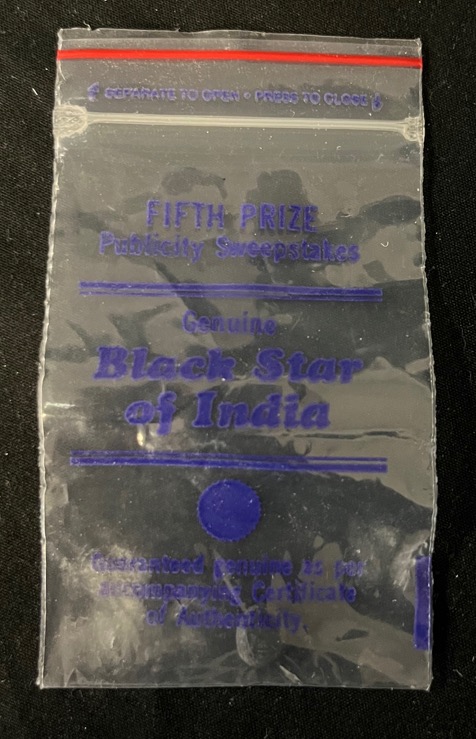 SEPARATE TO OPEN • PRESS TO CLOSE
FIFTH PRIZE
Publicity Sweepstakes
Genuine
Black Star
of India
Guaranteed genuine as per
accompanying Certificate
of Authenticity.